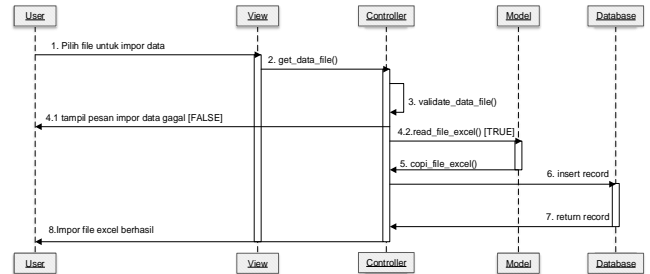 User View Controller Model Database
1. Pilih file untuk impor data
2. get_data_file()
3. validate_data_file()
4.1 tampil pesan impor data gagal [FALSE]
4.2.read_file_excel() [TRUE]
5. copi_file_excel()
6. insert record
7. return record
8.Impor file excel berhasil
User View Controller Model Database